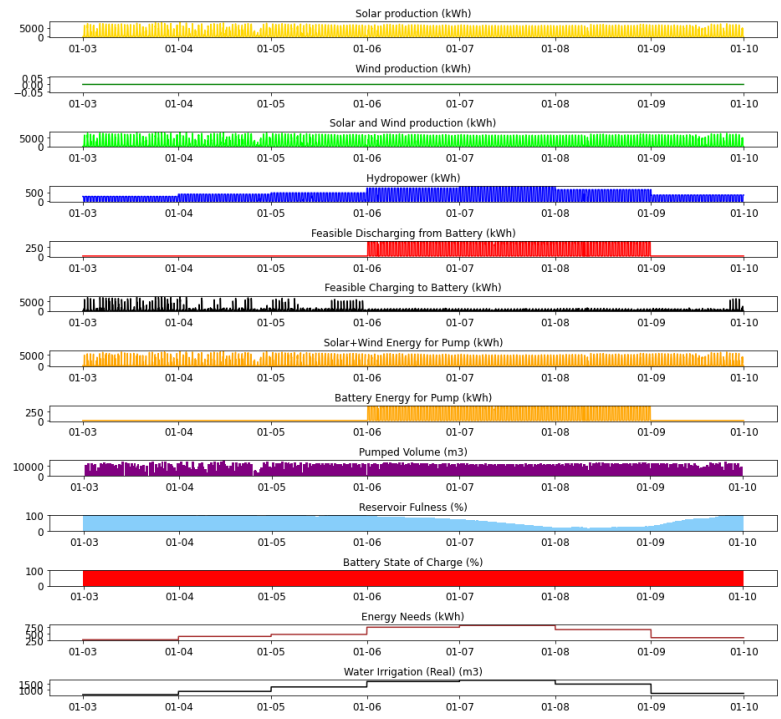 Solar production (kWh)
5000
0
01-03 01-04 01-05 01-06 01-07 01-08 01-09 01-10
Wind production (kWh)
0.05
0.00
−0.05
01-03 01-04 01-05 01-06 01-07 01-08 01-09 01-10
Solar and Wind production (kWh)
5000
0
01-03 01-04 01-05 01-06 01-07 01-08 01-09 01-10
Hydropower (kWh)
500
0
01-03 01-04 01-05 01-06 01-07 01-08 01-09 01-10
Feasible Discharging from Battery (kWh)
250
0
01-03 01-04 01-05 01-06 01-07 01-08 01-09 01-10
Feasible Charging to Battery (kWh)
5000
0
01-03 01-04 01-05 01-06 01-07 01-08 01-09 01-10
Solar+Wind Energy for Pump (kWh)
5000
0
01-03 01-04 01-05 01-06 01-07 01-08 01-09 01-10
Battery Energy for Pump (kWh)
250
0
01-03 01-04 01-05 01-06 01-07 01-08 01-09 01-10
Pumped Volume (m3)
10000
0
01-03 01-04 01-05 01-06 01-07 01-08 01-09 01-10
Reservoir Fulness (%)
100
0
01-03 01-04 01-05 01-06 01-07 01-08 01-09 01-10
Battery State of Charge (%)
100
0
01-03 01-04 01-05 01-06 01-07 01-08 01-09 01-10
Energy Needs (kWh)
750
500
250
01-03 01-04 01-05 01-06 01-07 01-08 01-09 01-10
Water Irrigation (Real) (m3)
1500
1000
01-03 01-04 01-05 01-06 01-07 01-08 01-09 01-10